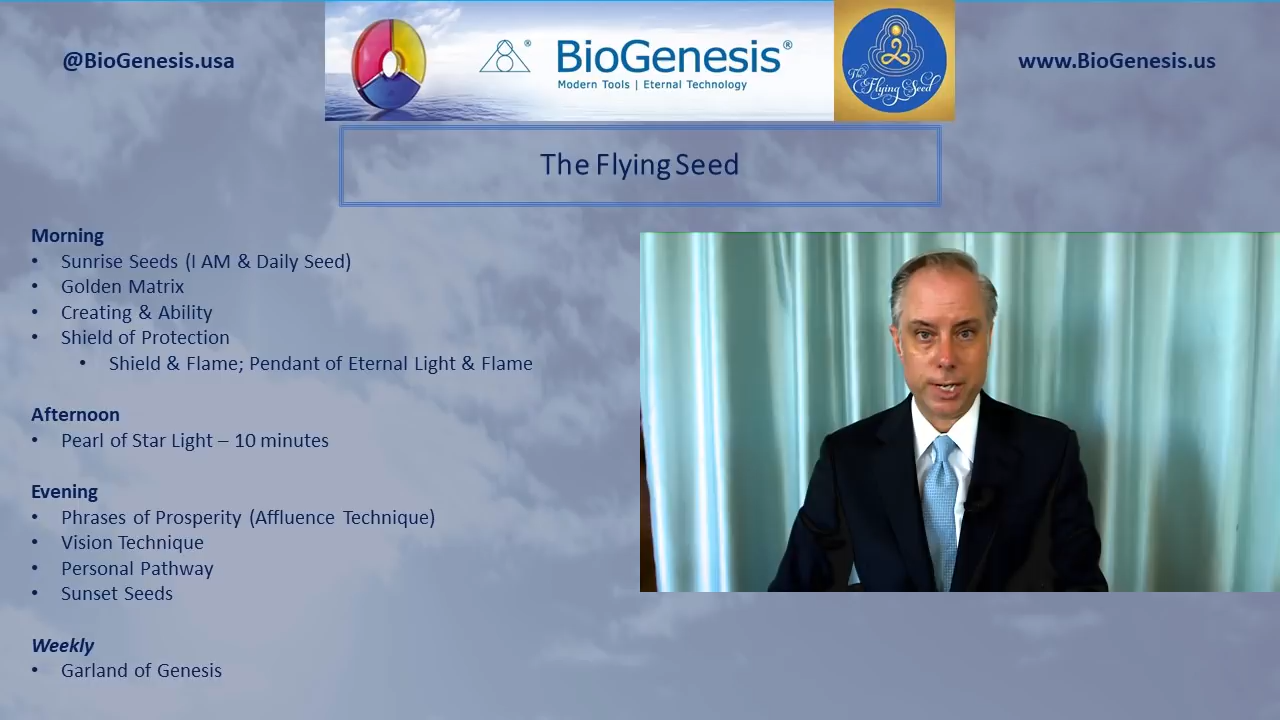 @BioGenesis.usa
BioGenesis®
®
Modern Tools | Eternal Technology
The Flying Seed
www.BioGenesis.us
The Flying Seed
Morning
• Sunrise Seeds (I AM & Daily Seed)
• Golden Matrix
• Creating & Ability
• Shield of Protection
• Shield & Flame; Pendant of Eternal Light & Flame
Afternoon
• Pearl of Star Light – 10 minutes
Evening
• Phrases of Prosperity (Affluence Technique)
• Vision Technique
• Personal Pathway
• Sunset Seeds
Weekly
• Garland of Genesis